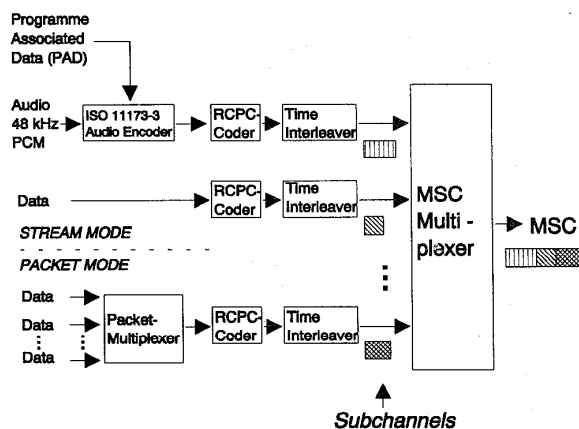 Programme
Associated
Data (PAD)
Audio
48 kHz
PCM
ISO 11173-3
Audio Encoder
RCPC-
Coder
Time
Interleaver
Data
RCPC-
Coder
Time
Interleaver
STREAM MODE
PACKET MODE
Data
Data
Data
Packet-
Multiplexer
RCPC-
Coder
Time
Interleaver
MSC
Multi -
plexer
MSC
Subchannels